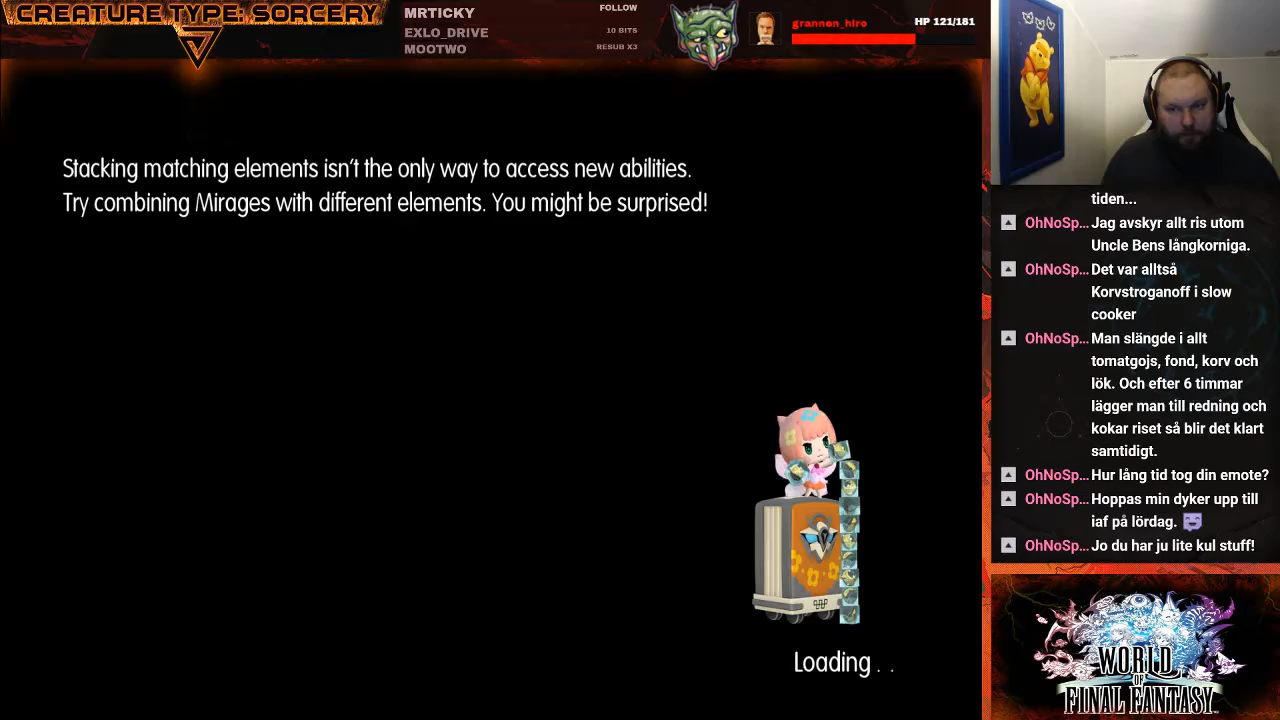 CREATURE TYPE: SORCERY
MRTICKY
FOLLOW
EXLO_DRIVE
10 BITS
MOOTWO
RESUB X3
grannon_hiro
HP 121/181
Stacking matching elements isn't the only way to access new abilities.
Try combining Mirages with different elements. You might be surprised!
Loading . .
tiden...
OhNoSp... Jag avskyr allt ris utom
Uncle Bens långkorniga.
OhNoSp... Det var alltså
Korvstroganoff i slow
cooker
OhNoSp... Man slängde i allt
tomatgojs, fond, korv och
lök. Och efter 6 timmar
lägger man till redning och
kokar riset så blir det klart
samtidigt.
OhNoSp... Hur lång tid tog din emote?
OhNoSp... Hoppas min dyker upp till
iaf på lördag.
OhNoSp... Jo du har ju lite kul stuff!
WORLD
OF
FINAL FANTASY